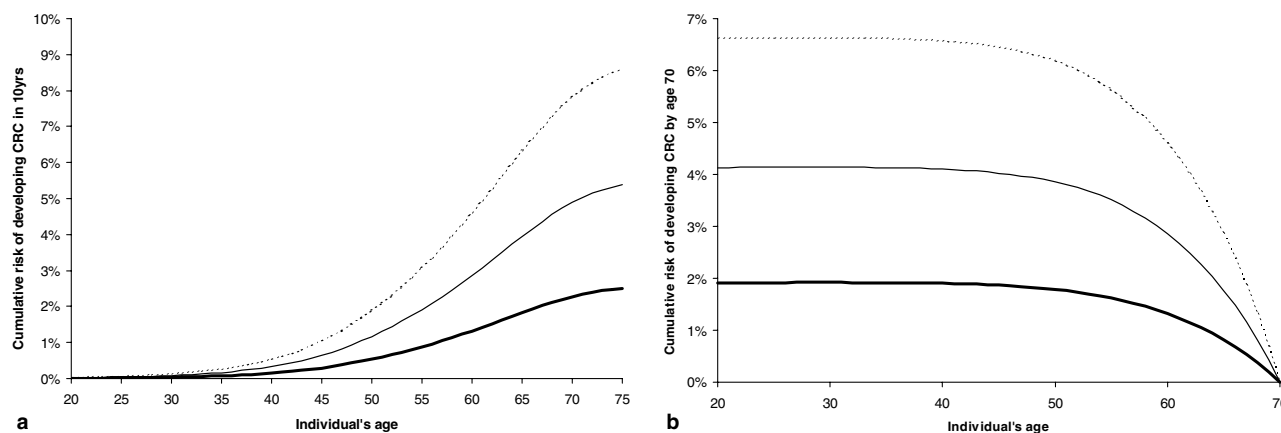 Cumulative risk of developing CRC in 10yrs
10%
9%
8%
7%
6%
5%
4%
3%
2%
1%
0%
20 25 30 35 40 45 50 55 60 65 70 75
Individual's age
a
Cumulative risk of developing CRC by age 70
7%
6%
5%
4%
3%
2%
1%
0%
20 30 40 50 60 70
Individual's age
b